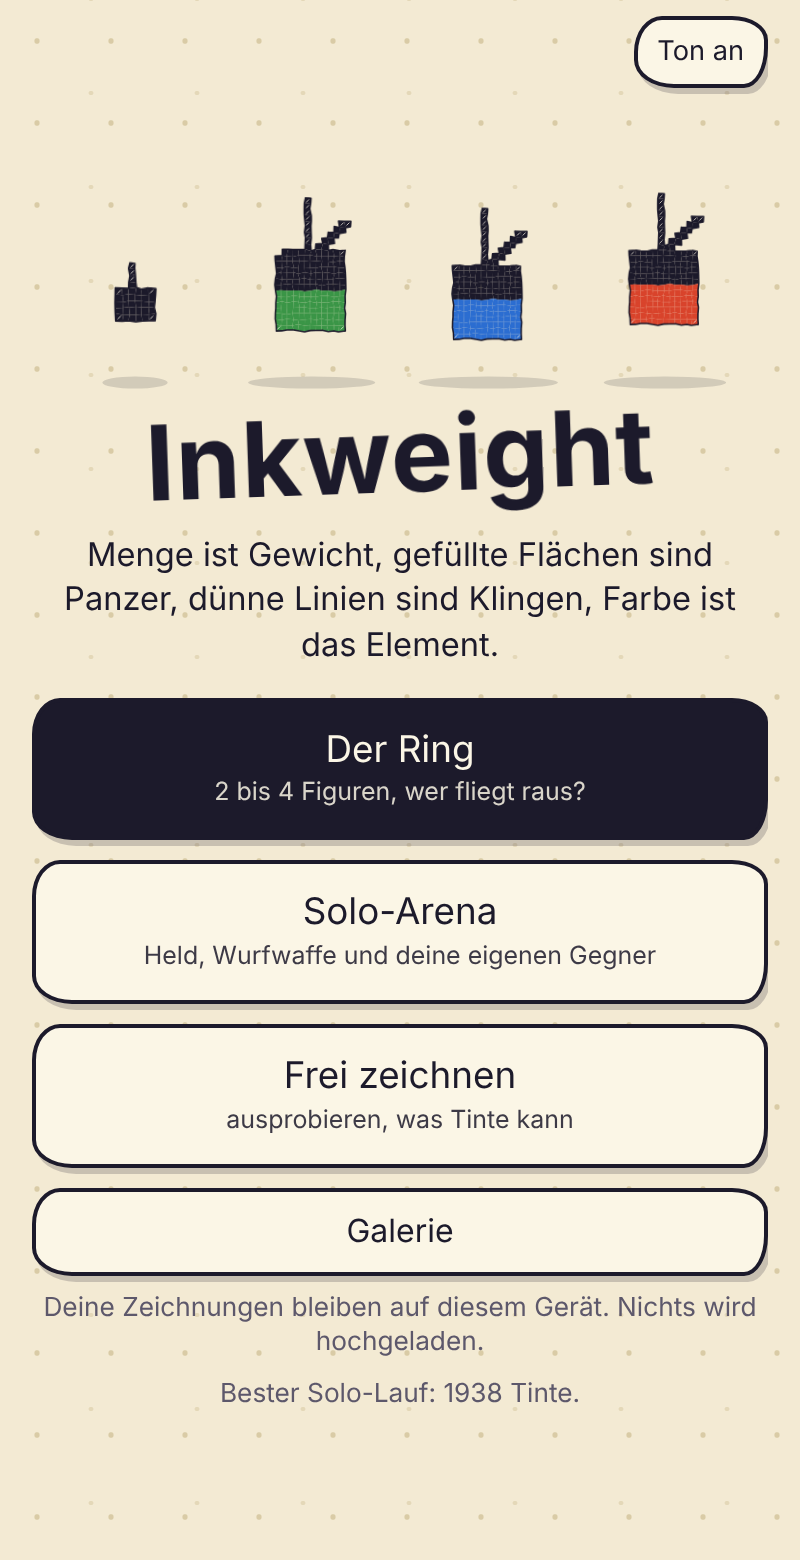 Ton an
Inkweight
Menge ist Gewicht, gefüllte Flächen sind
Panzer, dünne Linien sind Klingen, Farbe ist
das Element.
Der Ring
2 bis 4 Figuren, wer fliegt raus?
Solo-Arena
Held, Wurfwaffe und deine eigenen Gegner
Frei zeichnen
ausprobieren, was Tinte kann
Galerie
Deine Zeichnungen bleiben auf diesem Gerät. Nichts wird
hochgeladen.
Bester Solo-Lauf: 1938 Tinte.